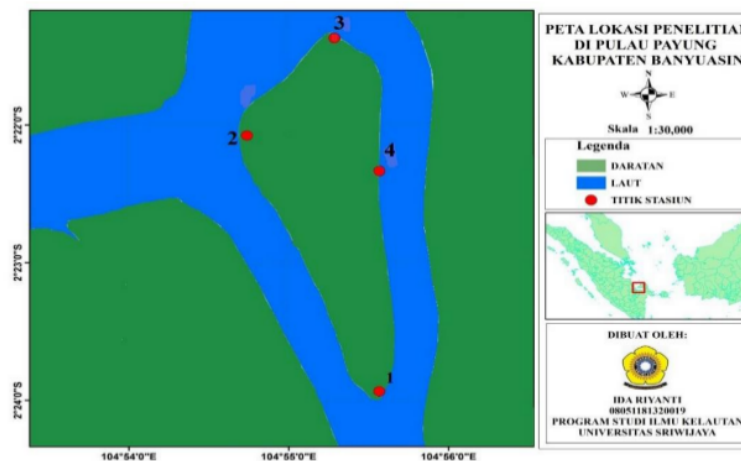 3
2
4
1
2°22'0"S
2°23'0"S
2°24'0"S
104°54'0"E
104°55'0"E
104°56'0"E
PETA LOKASI PENELITIAN
DI PULAU PAYUNG
KABUPATEN BANYUASIN
N
W E
S
Skala 1:30,000
Legenda
DARATAN
LAUT
TITIK STASIUN
DIBUAT OLEH:
IDA RIYANTI
08051181320019
PROGRAM STUDI ILMU KELAUTAN
UNIVERSITAS SRIWIJAYA